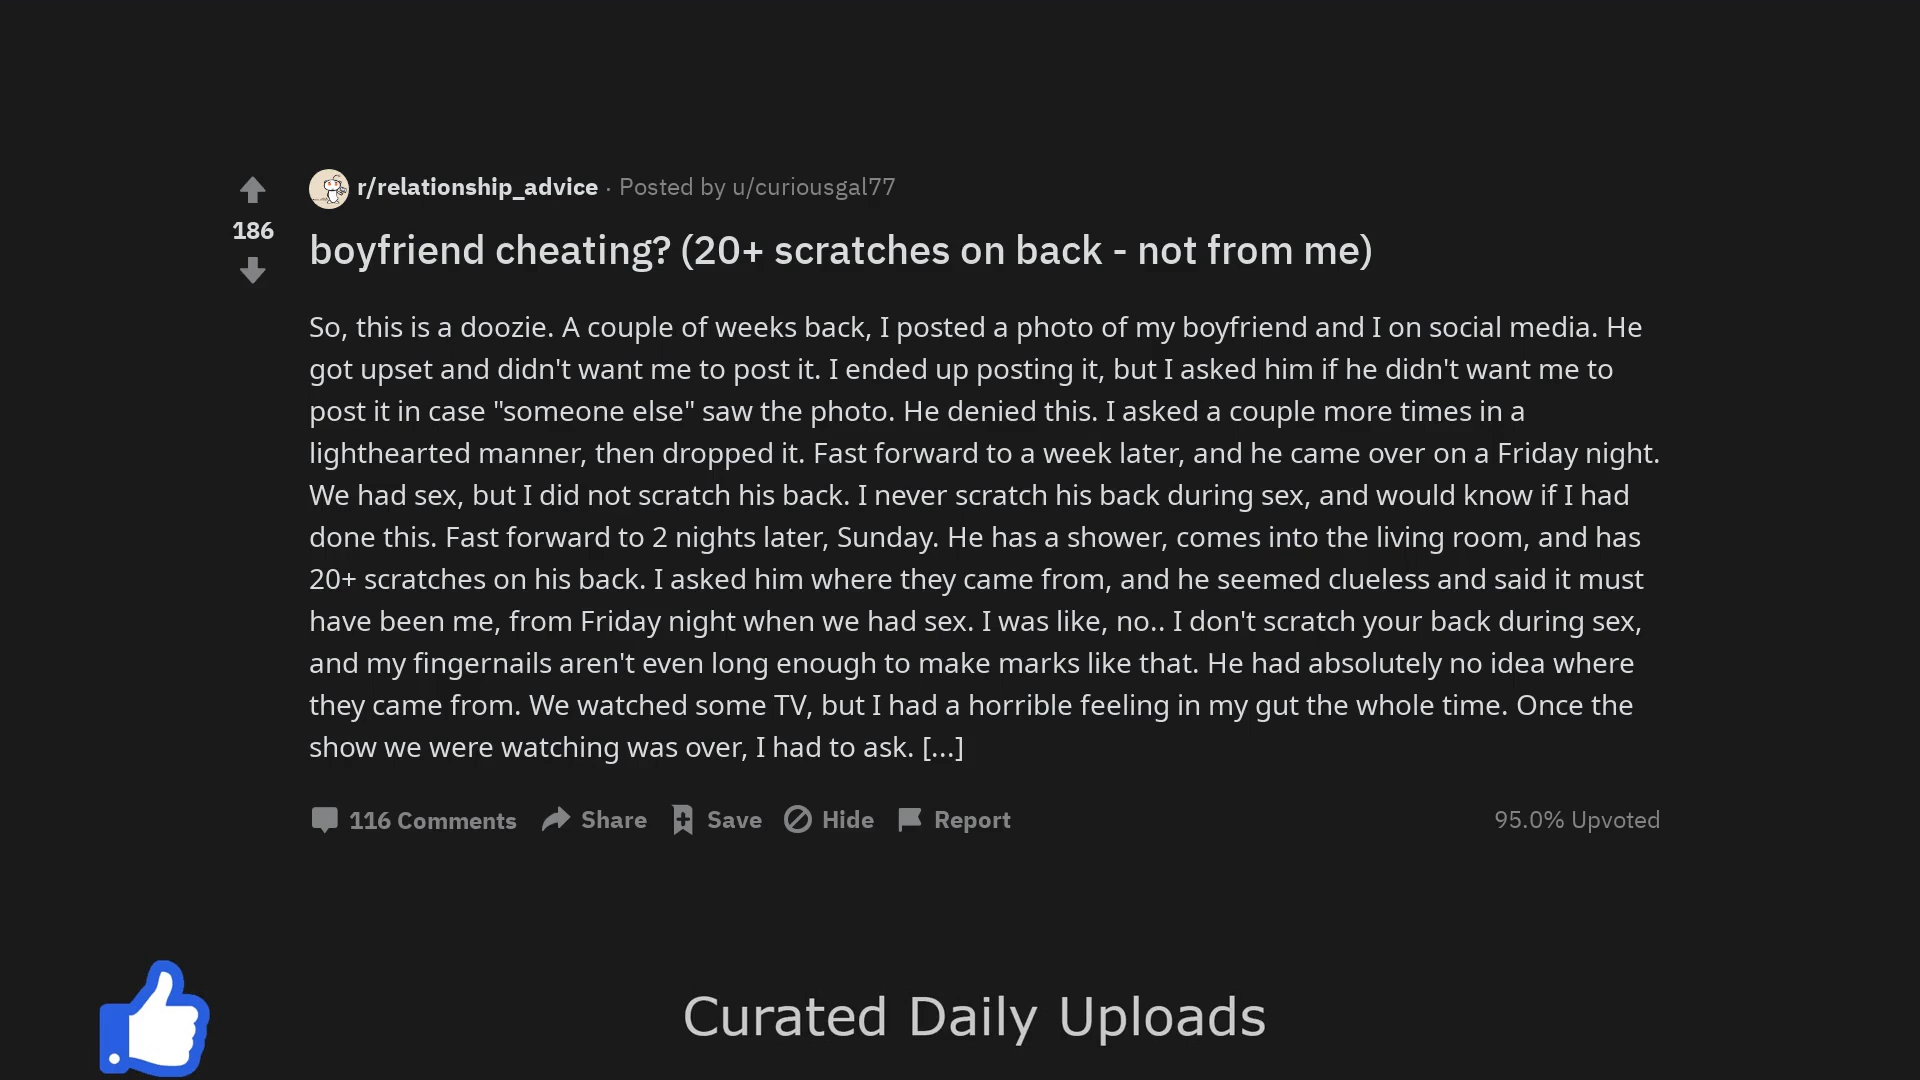 r/relationship_advice · Posted by u/curiousgal77
186
boyfriend cheating? (20+ scratches on back - not from me)
So, this is a doozie. A couple of weeks back, I posted a photo of my boyfriend and I on social media. He
got upset and didn't want me to post it. I ended up posting it, but I asked him if he didn't want me to
post it in case "someone else" saw the photo. He denied this. I asked a couple more times in a
lighthearted manner, then dropped it. Fast forward to a week later, and he came over on a Friday night.
We had sex, but I did not scratch his back. I never scratch his back during sex, and would know if I had
done this. Fast forward to 2 nights later, Sunday. He has a shower, comes into the living room, and has
20+ scratches on his back. I asked him where they came from, and he seemed clueless and said it must
have been me, from Friday night when we had sex. I was like, no.. I don't scratch your back during sex,
and my fingernails aren't even long enough to make marks like that. He had absolutely no idea where
they came from. We watched some TV, but I had a horrible feeling in my gut the whole time. Once the
show we were watching was over, I had to ask. [...]
116 Comments Share Save Hide Report 95.0% Upvoted
Curated Daily Uploads